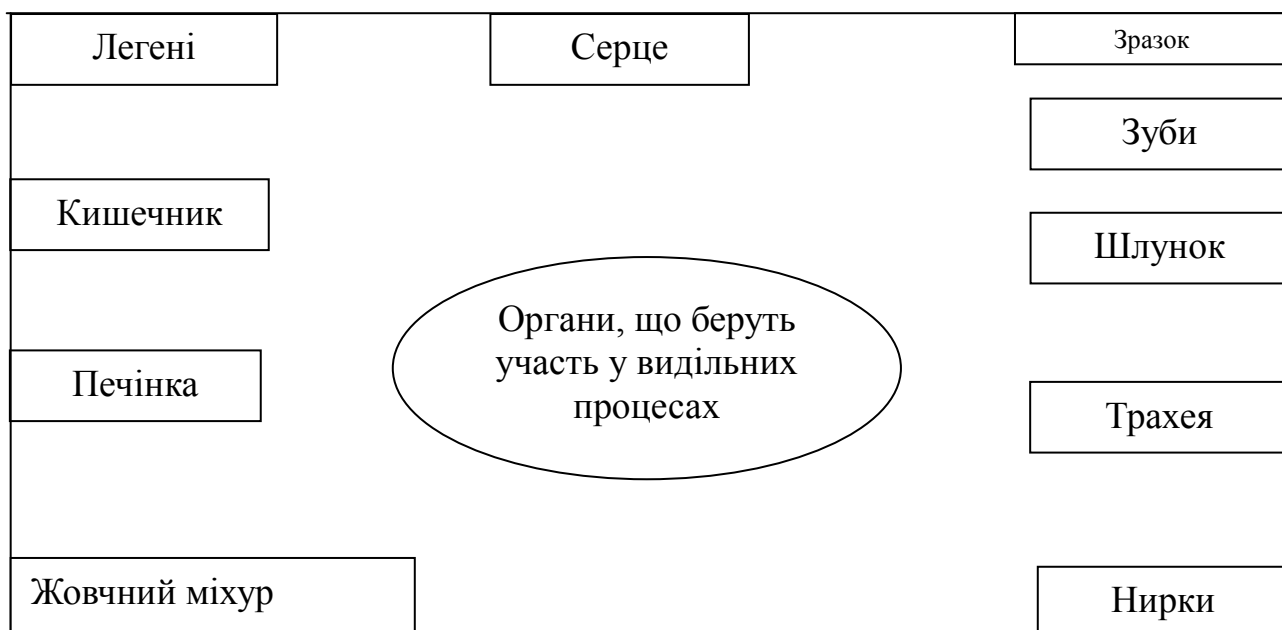 Легені
Серце
Зразок
Зуби
Кишечник
Шлунок
Органи, що беруть
участь у видільних
процесах
Печінка
Трахея
Жовчний міхур
Нирки